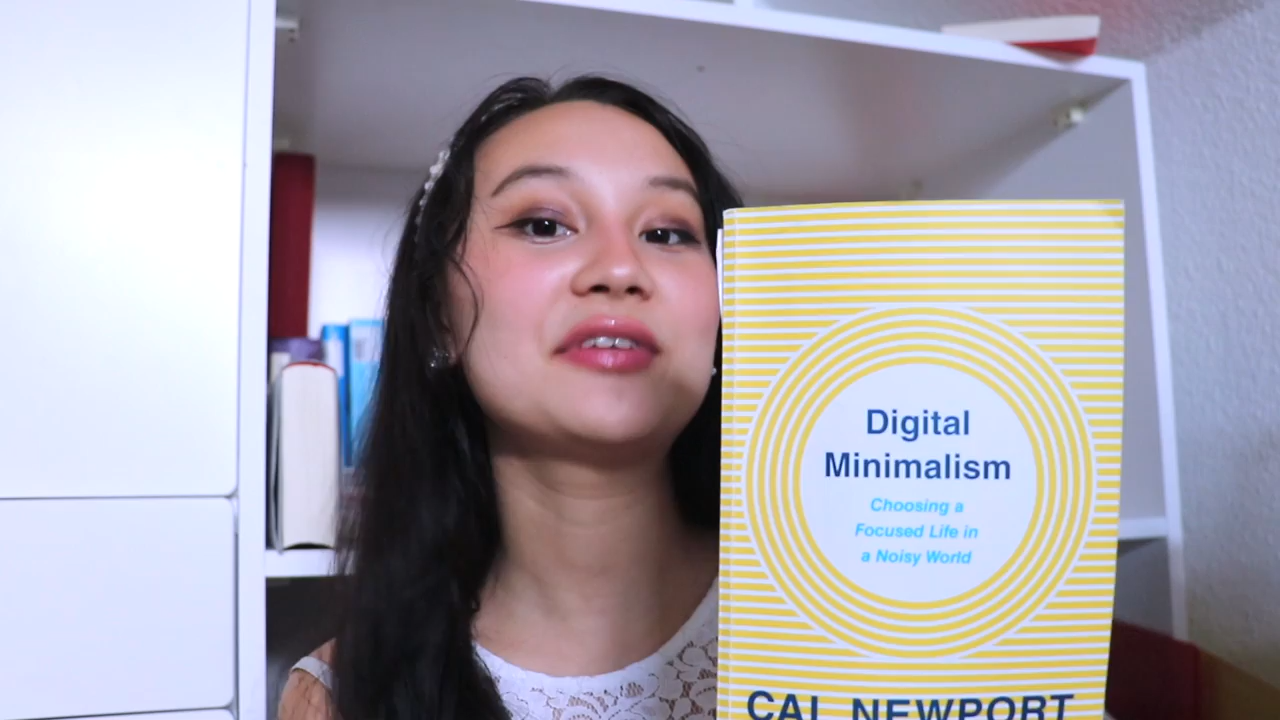 Digital
Minimalism
Choosing a
Focused Life in
a Noisy World
CAL NEWPORT